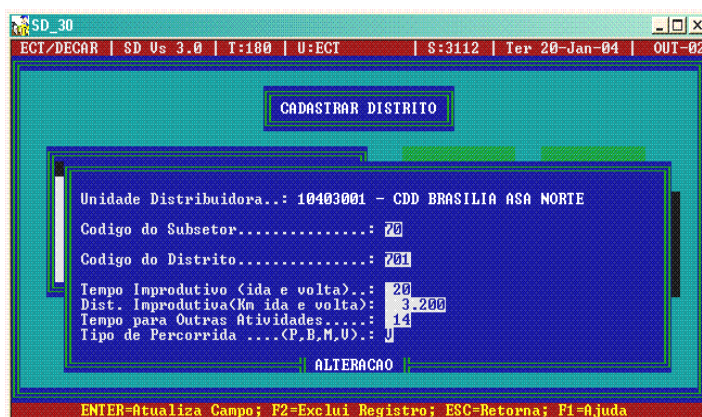 SD_30
ECT/DECAR | SD Vs 3.0 | T:180 | U:ECT | S:3112 | Ter 20-Jan-04 | OUT-02
CADASTRAR DISTRITO
Unidade Distribuidora..: 10403001 - CDD BRASILIA ASA NORTE
Codigo do Subsetor...............: 70
Codigo do Distrito...............: 701
Tempo Improdutivo (ida e volta)..: 20
Dist. Improdutiva(Km ida e volta): 3.200
Tempo para Outras Atividades.....: 14
Tipo de Percorrida ....(P,B,M,V).: V
ALTERACAO
ENTER=Atualiza Campo; F2=Exclui Registro; ESC=Retorna; F1=Ajuda